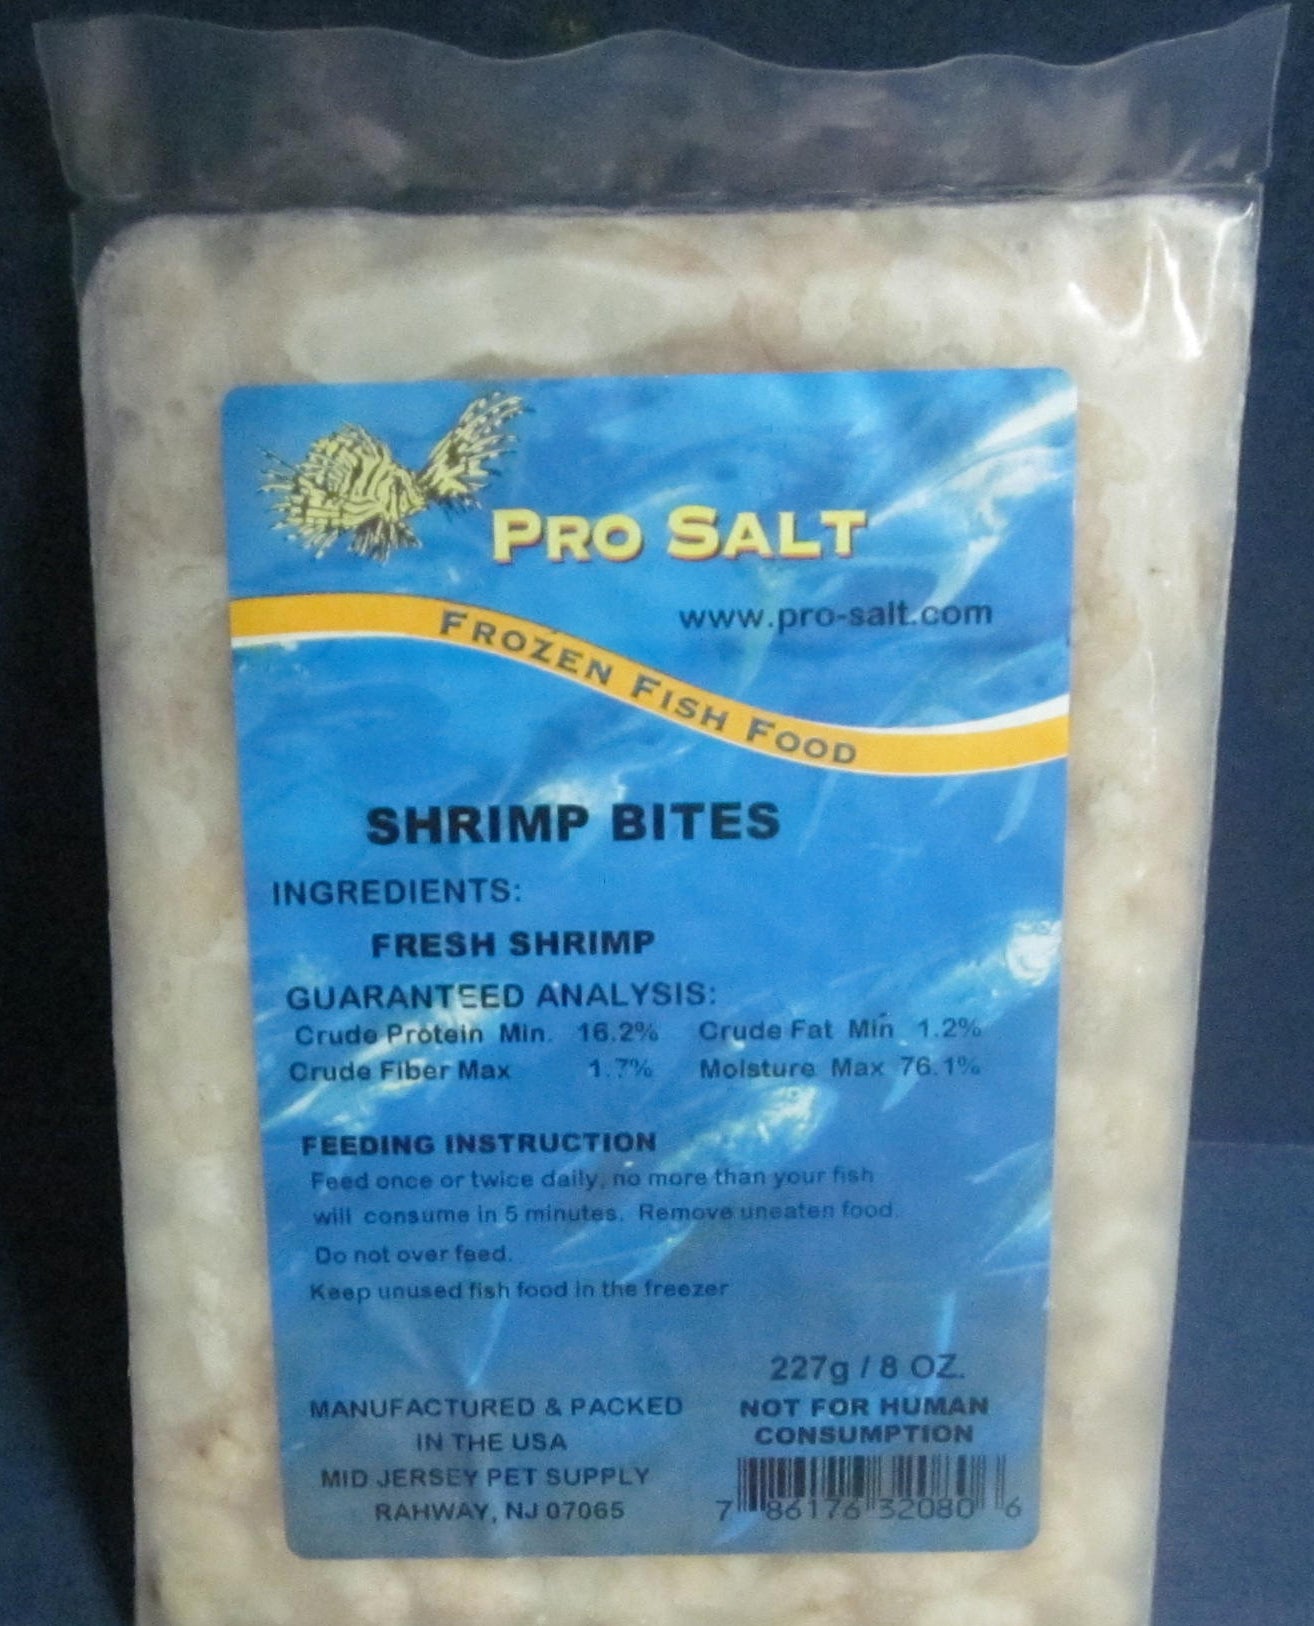 PRO SALT
www.pro-salt.com
FROZEN FISH FOOD
SHRIMP BITES
INGREDIENTS:
FRESH SHRIMP
GUARANTEED ANALYSIS:
Crude Protein Min. 16.2% Crude Fat Min 1.2%
Crude Fiber Max 1.7% Moisture Max 76.1%
FEEDING INSTRUCTION
Feed once or twice daily, no more than your fish
will consume in 5 minutes. Remove uneaten food.
Do not over feed.
Keep unused fish food in the freezer
227g / 8 OZ.
NOT FOR HUMAN
CONSUMPTION
MANUFACTURED & PACKED
IN THE USA
MID JERSEY PET SUPPLY
RAHWAY, NJ 07065
7 86176 32080 6